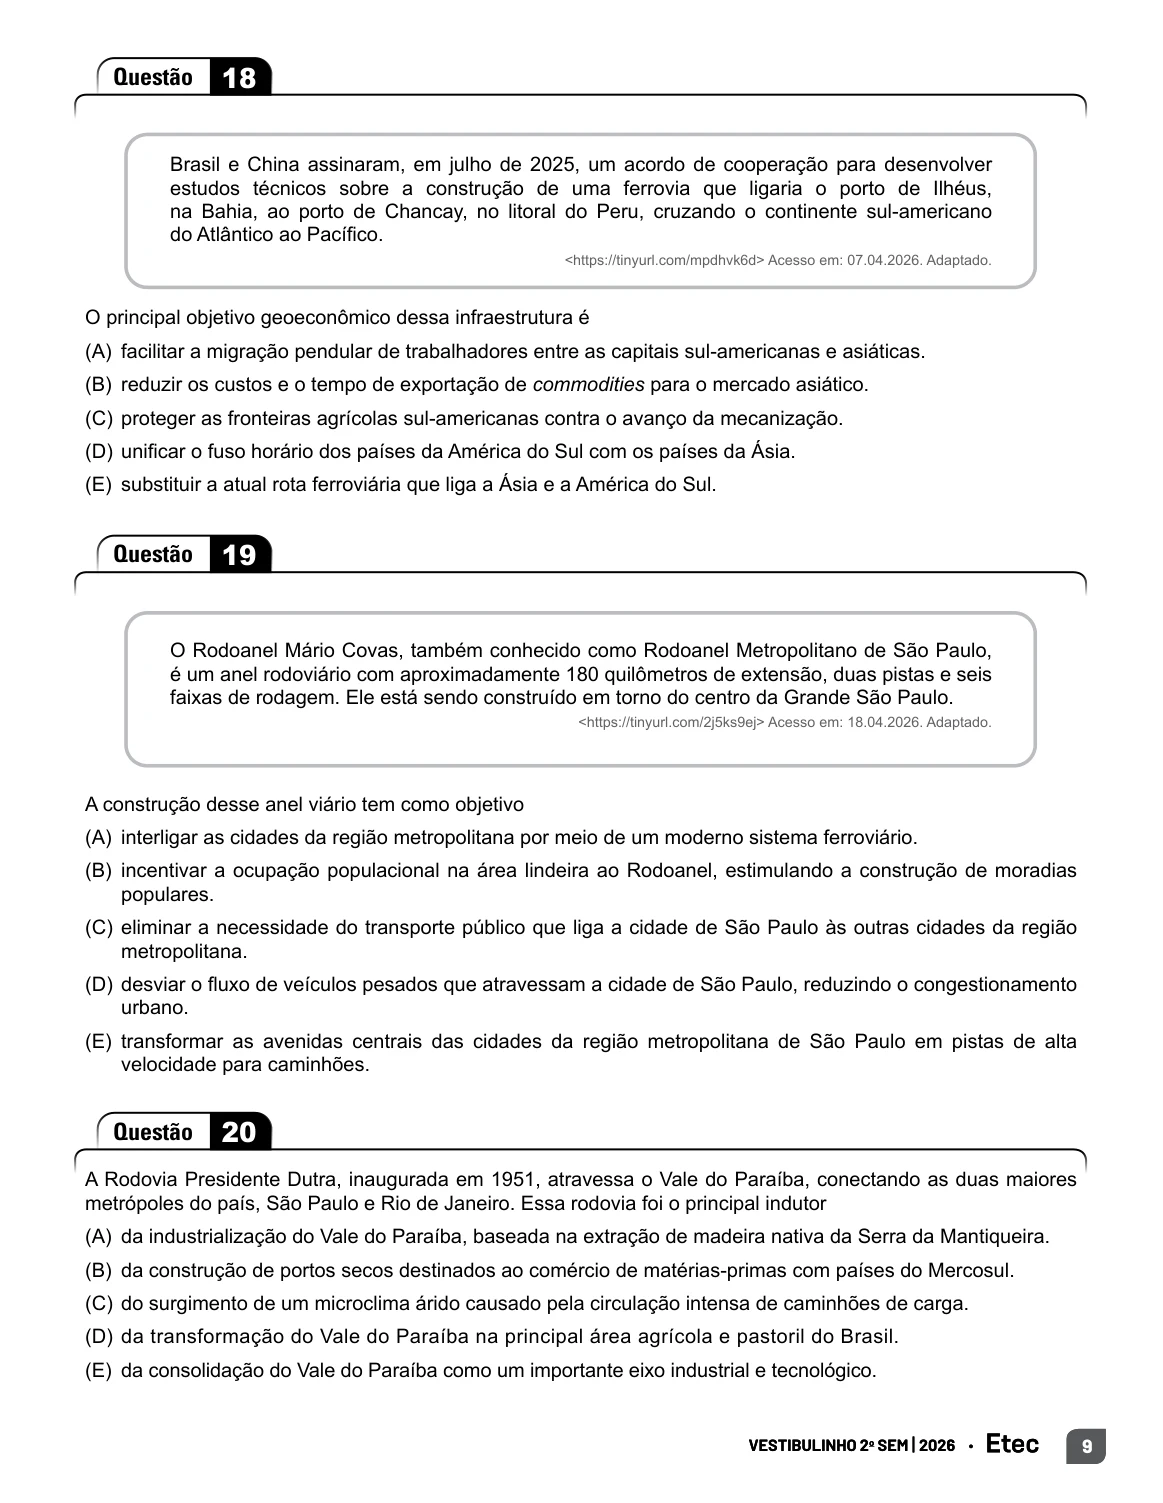 Questão 18
Brasil e China assinaram, em julho de 2025, um acordo de cooperação para desenvolver
estudos técnicos sobre a construção de uma ferrovia que ligaria o porto de Ilhéus,
na Bahia, ao porto de Chancay, no litoral do Peru, cruzando o continente sul-americano
do Atlântico ao Pacífico.
<https://tinyurl.com/mpdhvk6d> Acesso em: 07.04.2026. Adaptado.
O principal objetivo geoeconômico dessa infraestrutura é
(A) facilitar a migração pendular de trabalhadores entre as capitais sul-americanas e asiáticas.
(B) reduzir os custos e o tempo de exportação de commodities para o mercado asiático.
(C) proteger as fronteiras agrícolas sul-americanas contra o avanço da mecanização.
(D) unificar o fuso horário dos países da América do Sul com os países da Ásia.
(E) substituir a atual rota ferroviária que liga a Ásia e a América do Sul.
Questão 19
O Rodoanel Mário Covas, também conhecido como Rodoanel Metropolitano de São Paulo,
é um anel rodoviário com aproximadamente 180 quilômetros de extensão, duas pistas e seis
faixas de rodagem. Ele está sendo construído em torno do centro da Grande São Paulo.
<https://tinyurl.com/2j5ks9ej> Acesso em: 18.04.2026. Adaptado.
A construção desse anel viário tem como objetivo
(A) interligar as cidades da região metropolitana por meio de um moderno sistema ferroviário.
(B) incentivar a ocupação populacional na área lindeira ao Rodoanel, estimulando a construção de moradias
populares.
(C) eliminar a necessidade do transporte público que liga a cidade de São Paulo às outras cidades da região
metropolitana.
(D) desviar o fluxo de veículos pesados que atravessam a cidade de São Paulo, reduzindo o congestionamento
urbano.
(E) transformar as avenidas centrais das cidades da região metropolitana de São Paulo em pistas de alta
velocidade para caminhões.
Questão 20
A Rodovia Presidente Dutra, inaugurada em 1951, atravessa o Vale do Paraíba, conectando as duas maiores
metrópoles do país, São Paulo e Rio de Janeiro. Essa rodovia foi o principal indutor
(A) da industrialização do Vale do Paraíba, baseada na extração de madeira nativa da Serra da Mantiqueira.
(B) da construção de portos secos destinados ao comércio de matérias-primas com países do Mercosul.
(C) do surgimento de um microclima árido causado pela circulação intensa de caminhões de carga.
(D) da transformação do Vale do Paraíba na principal área agrícola e pastoril do Brasil.
(E) da consolidação do Vale do Paraíba como um importante eixo industrial e tecnológico.
VESTIBULINHO 2º SEM | 2026 • Etec 9